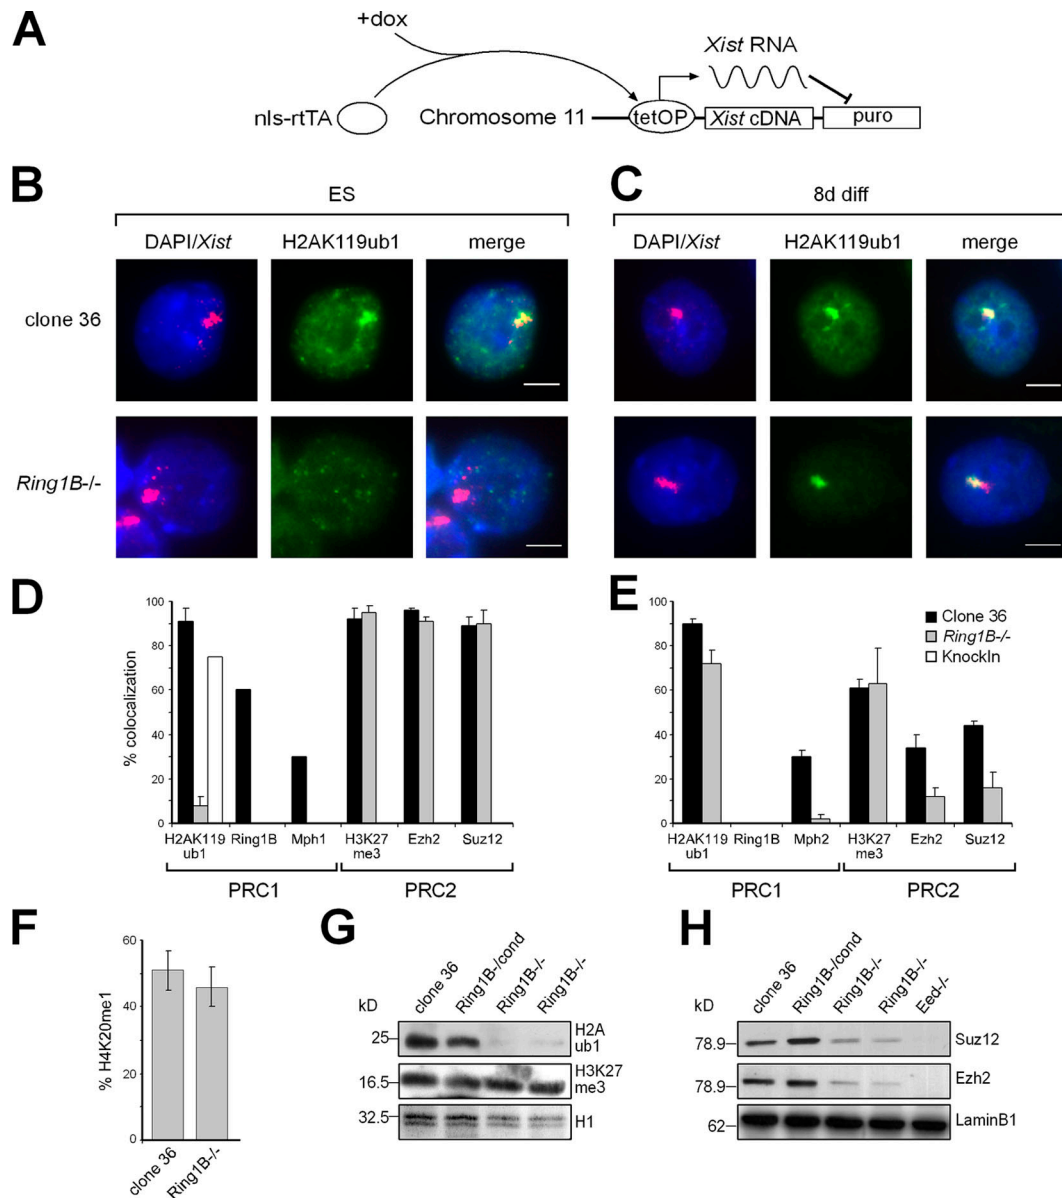 A
+dox
Xist RNA
nls-rtTA
Chromosome 11
tetOP
Xist cDNA
puro
B
ES
DAPI/Xist
H2AK119ub1
merge
clone 36
Ring1B-/-
C
8d diff
DAPI/Xist
H2AK119ub1
merge
D
% colocalization
100
80
60
40
20
0
H2AK119
ub1
Ring1B
Mph1
H3K27
me3
Ezh2
Suz12
PRC1
PRC2
E
100
80
60
40
20
0
Clone 36
Ring1B-/-
KnockIn
H2AK119
ub1
Ring1B
Mph2
H3K27
me3
Ezh2
Suz12
PRC1
PRC2
F
% H4K20me1
60
40
20
0
clone 36
Ring1B-/-
G
kD
clone 36
Ring1B-/cond
Ring1B-/-
Ring1B-/-
25
H2A
ub1
16.5
H3K27
me3
32.5
H1
H
kD
clone 36
Ring1B-/cond
Ring1B-/-
Ring1B-/-
Eed-/-
78.9
Suz12
78.9
Ezh2
62
LaminB1